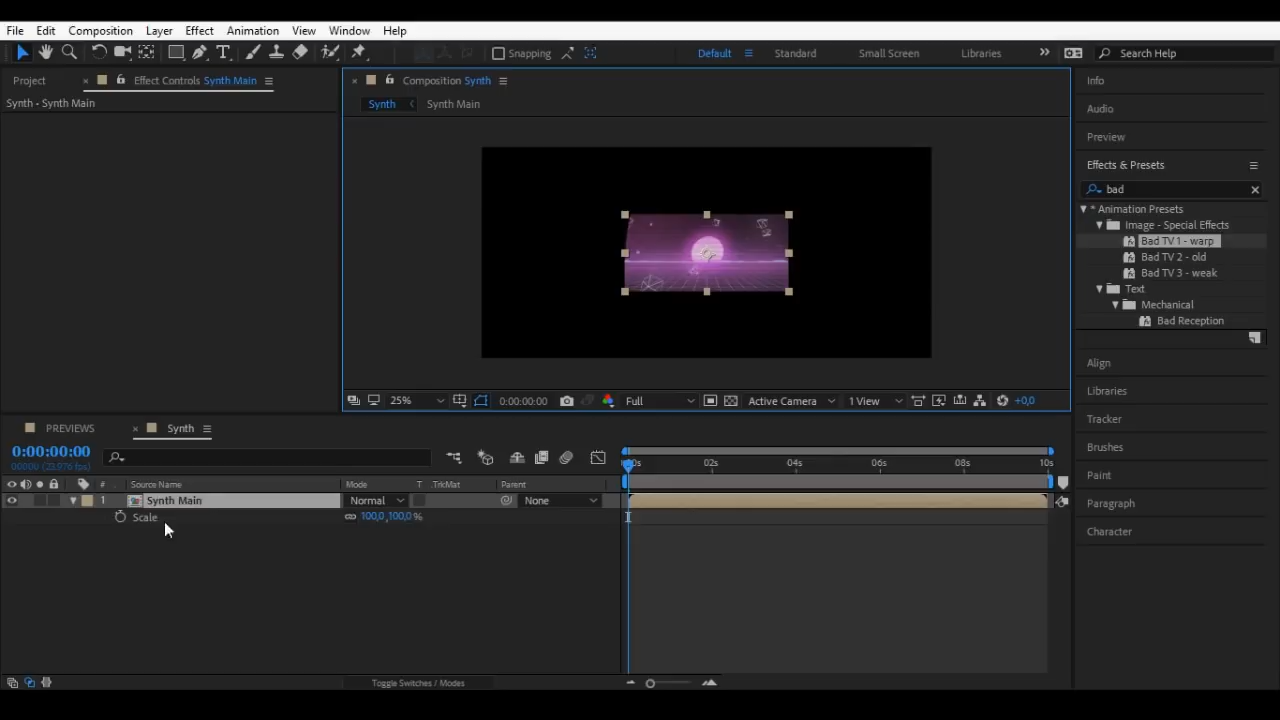 File Edit Composition Layer Effect Animation View Window Help
Snapping Default Standard Small Screen Libraries Search Help
Project Effect Controls Synth Main
Synth - Synth Main
Composition Synth
Synth Synth Main
25% 0:00:00:00 Full Active Camera 1 View +0,0
Info
Audio
Preview
Effects & Presets
bad
* Animation Presets
Image - Special Effects
Bad TV 1 - warp
Bad TV 2 - old
Bad TV 3 - weak
Text
Mechanical
Bad Reception
Align
Libraries
Tracker
Brushes
Paint
Paragraph
Character
PREVIEWS Synth
0:00:00:00
00000 (23.976 fps)
02s 04s 06s 08s 10s
# Source Name Mode T .TrkMat Parent
1 Synth Main Normal None
Scale 100,0,100,0 %
Toggle Switches / Modes